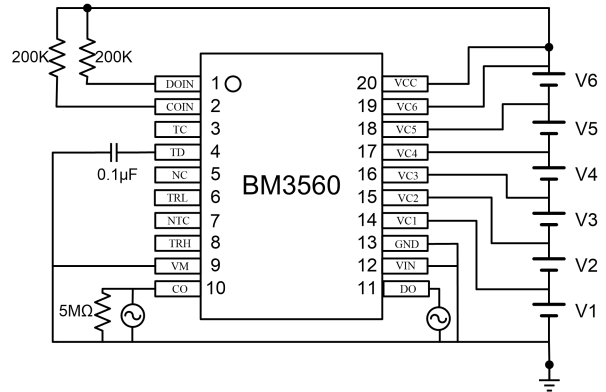 200K 200K
DOIN 1 20 VCC
COIN 2 19 VC6
TC 3 18 VC5
TD 4 17 VC4
NC 5 16 VC3
TRL 6 15 VC2
NTC 7 14 VC1
TRH 8 13 GND
VM 9 12 VIN
CO 10 11 DO
BM3560
0.1μF
5MΩ
V6
V5
V4
V3
V2
V1